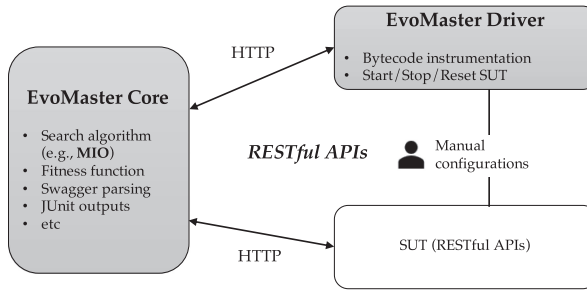 EvoMaster Driver
• Bytecode instrumentation
• Start/Stop/Reset SUT
HTTP
EvoMaster Core
• Search algorithm
(e.g., MIO)
• Fitness function
• Swagger parsing
• JUnit outputs
• etc
RESTful APIs
Manual
configurations
SUT (RESTful APIs)
HTTP